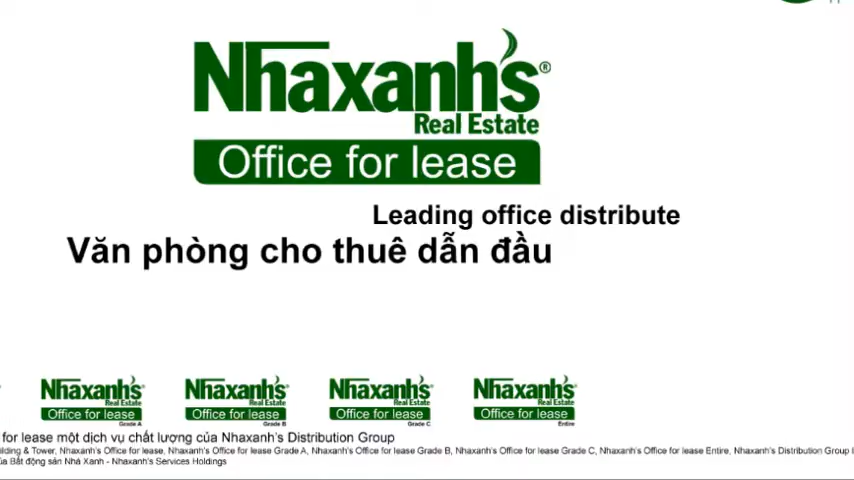 Nhaxanh's®
Real Estate
Office for lease
Leading office distribute
Văn phòng cho thuê dẫn đầu
Nhaxanh's Nhaxanh's Nhaxanh's Nhaxanh's
Real Estate Real Estate Real Estate Real Estate
Office for lease Office for lease Office for lease Office for lease
Grade A Grade B Grade C Entire
for lease một dịch vụ chất lượng của Nhaxanh's Distribution Group
& Tower, Nhaxanh's Office for lease, Nhaxanh's Office for lease Grade A, Nhaxanh's Office for lease Grade B, Nhaxanh's Office for lease Grade C, Nhaxanh's Office for lease Entire, Nhaxanh's Distribution Group
Bất động sản Nhà Xanh - Nhaxanh's Services Holdings